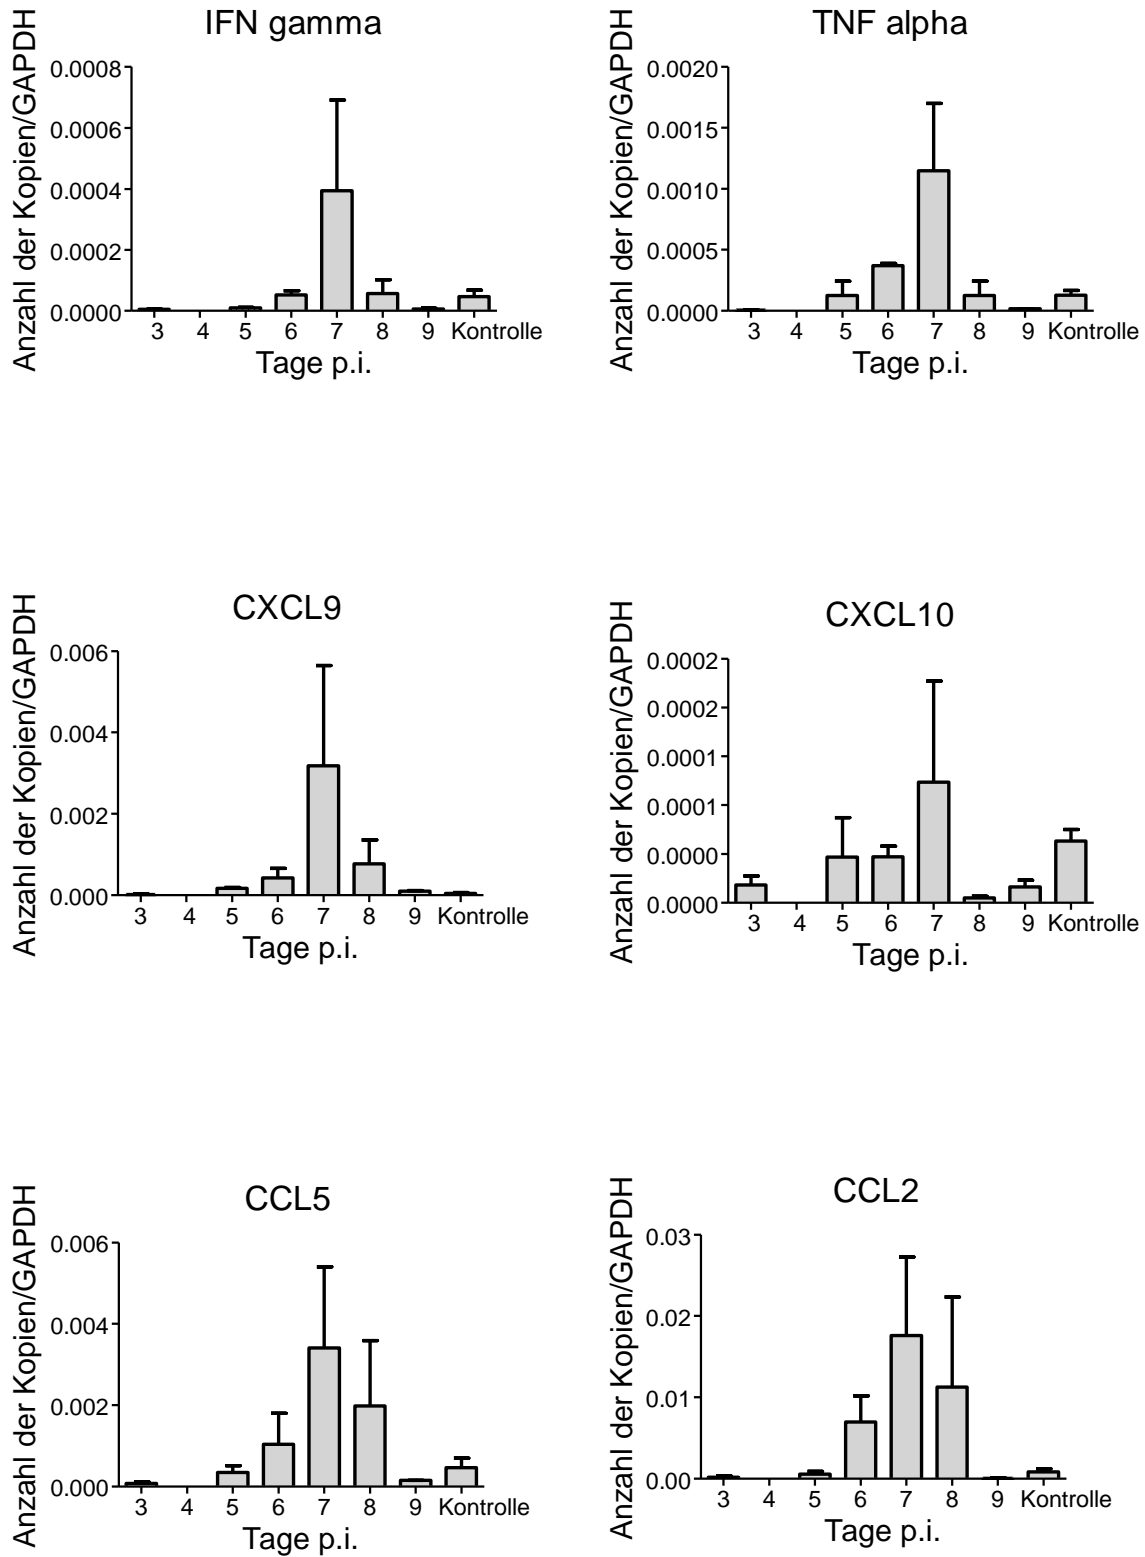 IFN gamma
Anzahl der Kopien/GAPDH
0.0008
0.0006
0.0004
0.0002
0.0000
3 4 5 6 7 8 9 Kontrolle
Tage p.i.
TNF alpha
Anzahl der Kopien/GAPDH
0.0020
0.0015
0.0010
0.0005
0.0000
3 4 5 6 7 8 9 Kontrolle
Tage p.i.
CXCL9
Anzahl der Kopien/GAPDH
0.006
0.004
0.002
0.000
3 4 5 6 7 8 9 Kontrolle
Tage p.i.
CXCL10
Anzahl der Kopien/GAPDH
0.0002
0.0002
0.0001
0.0001
0.0000
0.0000
3 4 5 6 7 8 9 Kontrolle
Tage p.i.
CCL5
Anzahl der Kopien/GAPDH
0.006
0.004
0.002
0.000
3 4 5 6 7 8 9 Kontrolle
Tage p.i.
CCL2
Anzahl der Kopien/GAPDH
0.03
0.02
0.01
0.00
3 4 5 6 7 8 9 Kontrolle
Tage p.i.